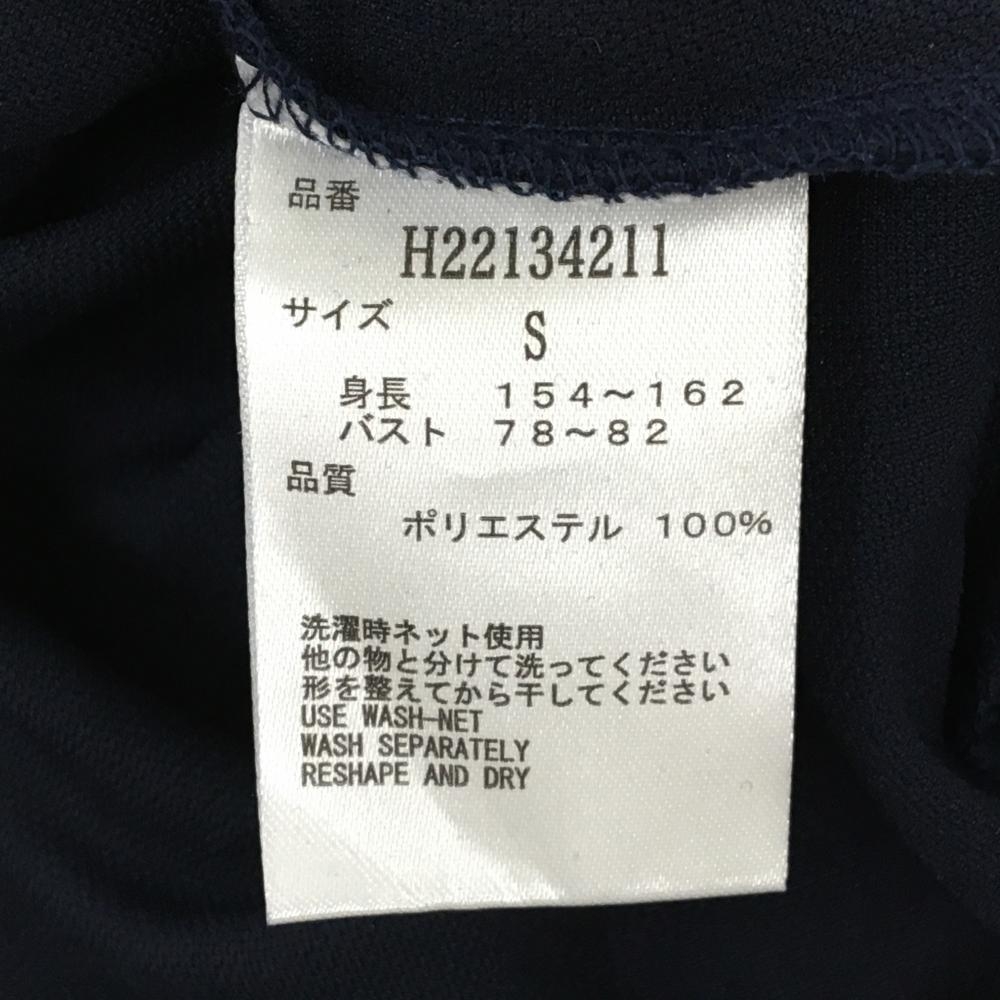 品番
H22134211
サイズ S
身長 154～162
バスト 78～82
品質
ポリエステル 100%
洗濯時ネット使用
他の物と分けて洗ってください
形を整えてから干してください
USE WASH-NET
WASH SEPARATELY
RESHAPE AND DRY